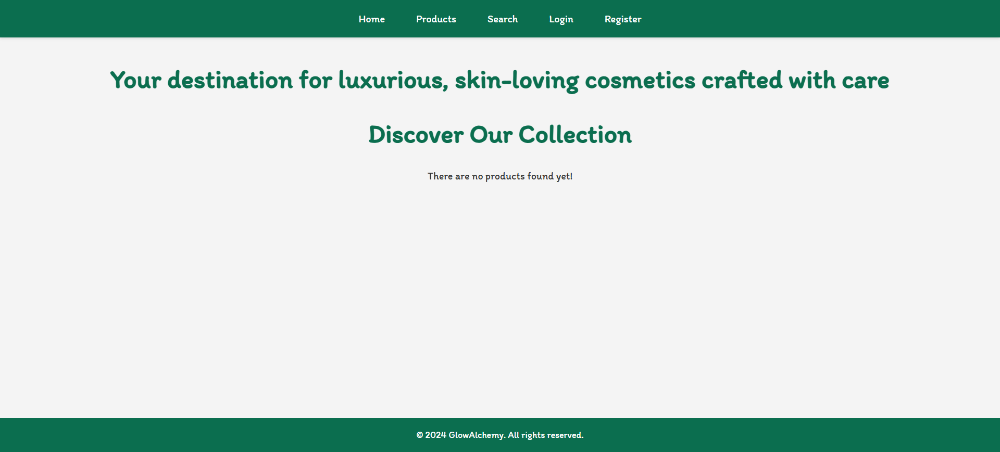 Home Products Search Login Register
Your destination for luxurious, skin-loving cosmetics crafted with care
Discover Our Collection
There are no products found yet!
© 2024 GlowAlchemy. All rights reserved.